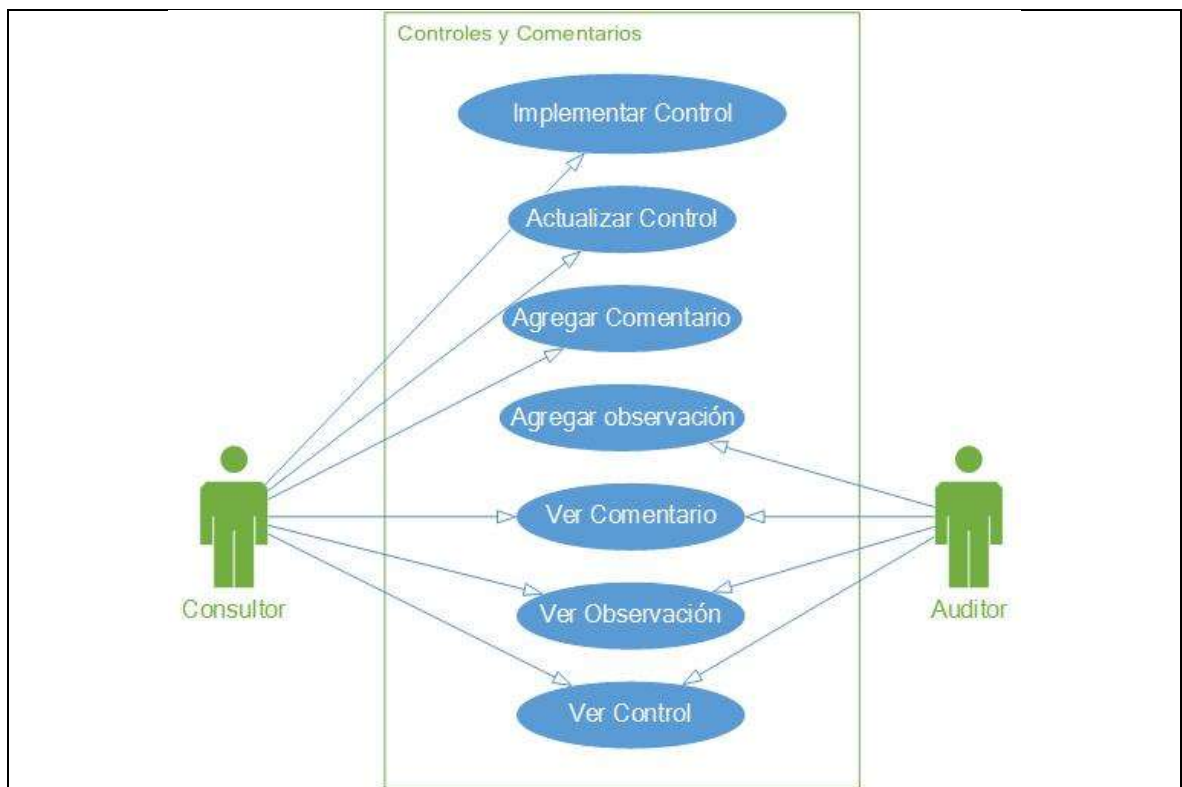 Controles y Comentarios
Implementar Control
Actualizar Control
Agregar Comentario
Agregar observación
Ver Comentario
Ver Observación
Ver Control
Consultor
Auditor